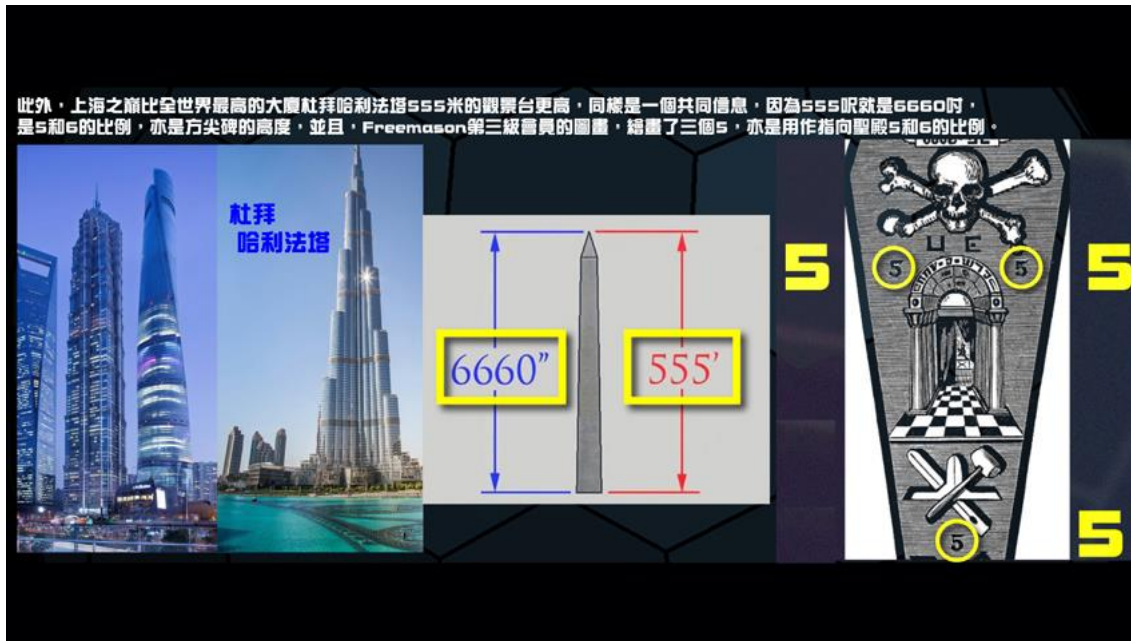 此外，上海之巔比全世界最高的大廈杜拜哈利法塔555米的觀景台更高，同樣是一個共同信息，因為555呎就是6660吋，
是5和6的比例，亦是方尖碑的高度，並且，Freemason第三級會員的圖畫，繪畫了三個5，亦是用作指向聖殿5和6的比例。
杜拜
哈利法塔
6660"
555'
5
5
U E
5
5
5
5